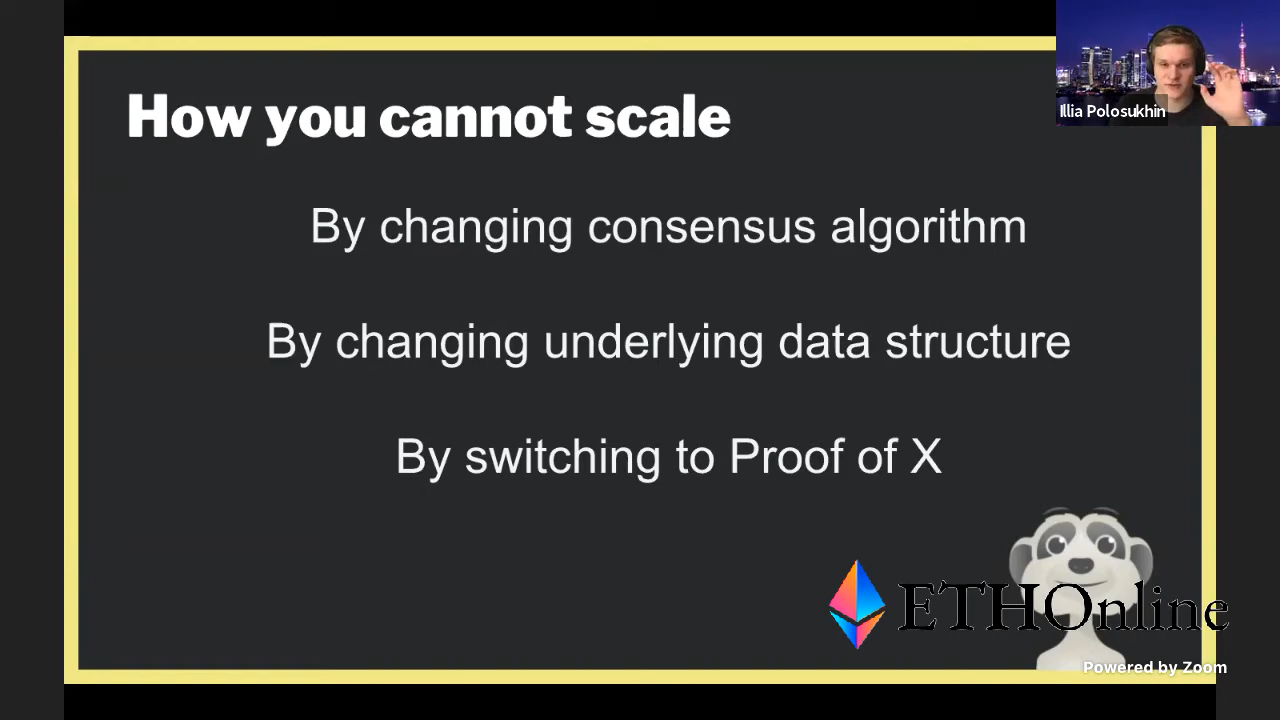 How you cannot scale
Illia Polosukhin
By changing consensus algorithm
By changing underlying data structure
By switching to Proof of X
ETHOnline
Powered by Zoom